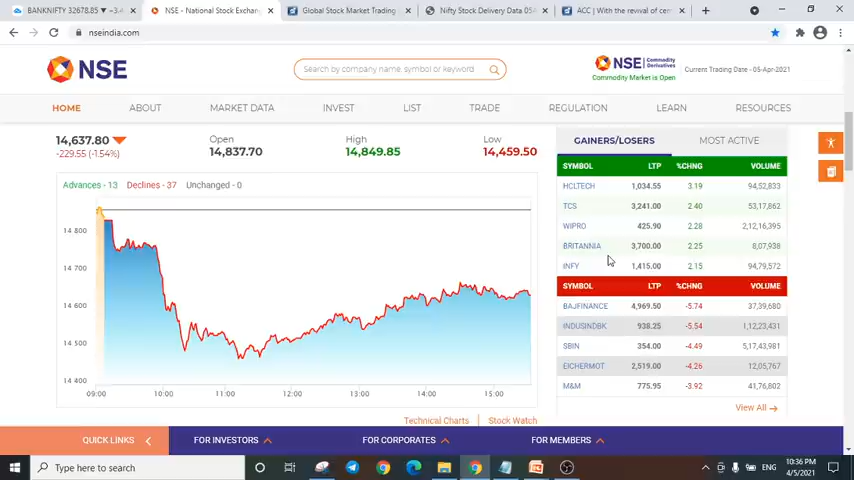 BANKNIFTY 32678.85 ▼ -3.4
NSE - National Stock Exchan
Global Stock Market Trading
Nifty Stock Delivery Data 05A
ACC | With the revival of cem
nseindia.com
NSE
Search by company name, symbol or keyword
NSE Commodity Derivatives
Commodity Market is Open
Current Trading Date - 05-Apr-2021
HOME ABOUT MARKET DATA INVEST LIST TRADE REGULATION LEARN RESOURCES
14,637.80
-229.55 (-1.54%)
Open
14,837.70
High
14,849.85
Low
14,459.50
Advances - 13 Declines - 37 Unchanged - 0
14 800
14 700
14 600
14 500
14 400
09:00 10:00 11:00 12:00 13:00 14:00 15:00
Technical Charts Stock Watch
GAINERS/LOSERS MOST ACTIVE
SYMBOL LTP %CHNG VOLUME
HCLTECH 1,034.55 3.19 94,52,833
TCS 3,241.00 2.40 53,17,862
WIPRO 425.90 2.28 2,12,16,395
BRITANNIA 3,700.00 2.25 8,07,938
INFY 1,415.00 2.15 94,79,572
SYMBOL LTP %CHNG VOLUME
BAJFINANCE 4,969.50 -5.74 37,39,680
INDUSINDBK 938.25 -5.54 1,12,23,431
SBIN 354.00 -4.49 5,17,43,981
EICHERMOT 2,519.00 -4.26 12,05,767
M&M 775.95 -3.92 41,76,802
View All
QUICK LINKS FOR INVESTORS FOR CORPORATES FOR MEMBERS
Type here to search
ENG
10:36 PM
4/5/2021